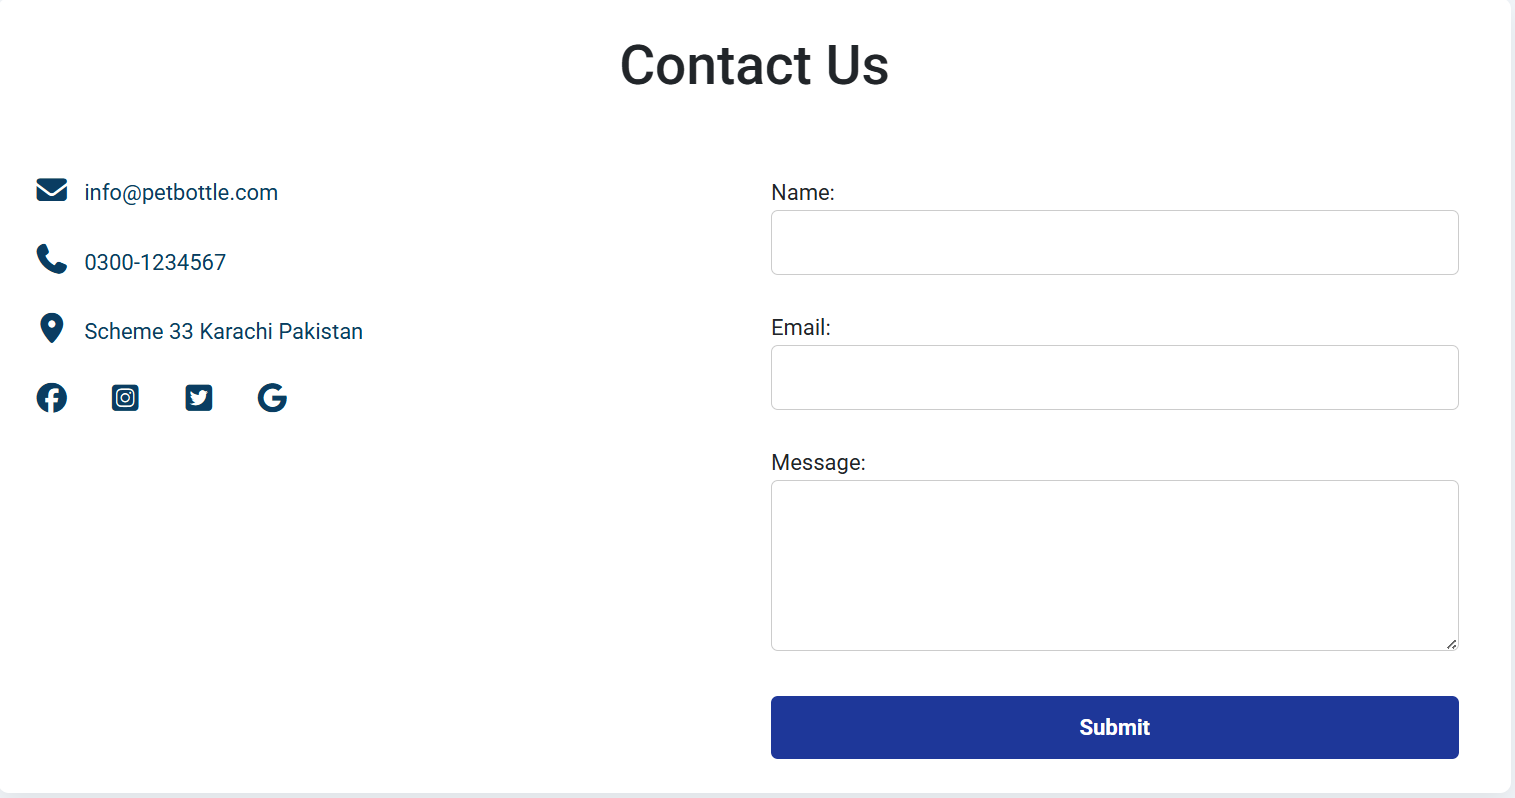 Contact Us
info@petbottle.com
0300-1234567
Scheme 33 Karachi Pakistan
Name:
Email:
Message:
Submit